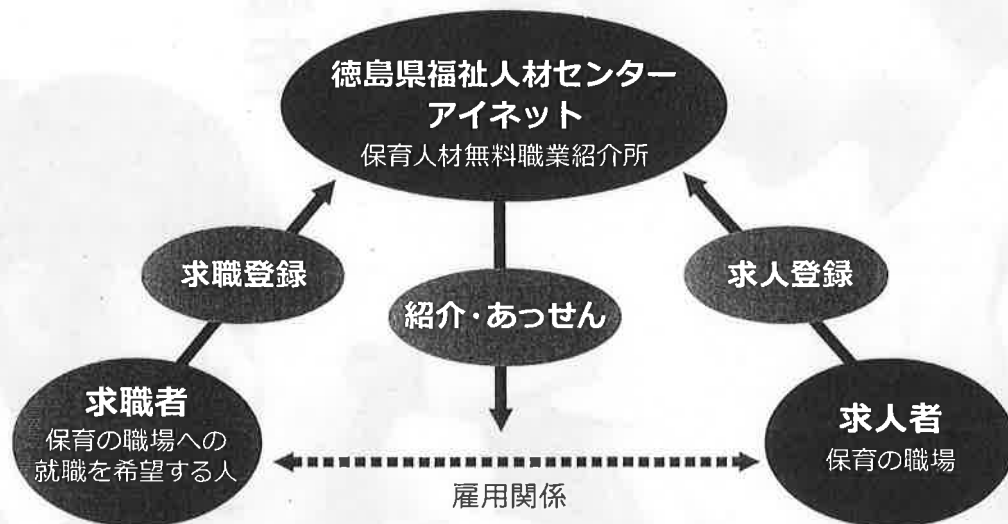 徳島県福祉人材センター
アイネット
保育人材無料職業紹介所
求職登録
求人登録
紹介・あっせん
求職者
保育の職場への
就職を希望する人
求人者
保育の職場
雇用関係